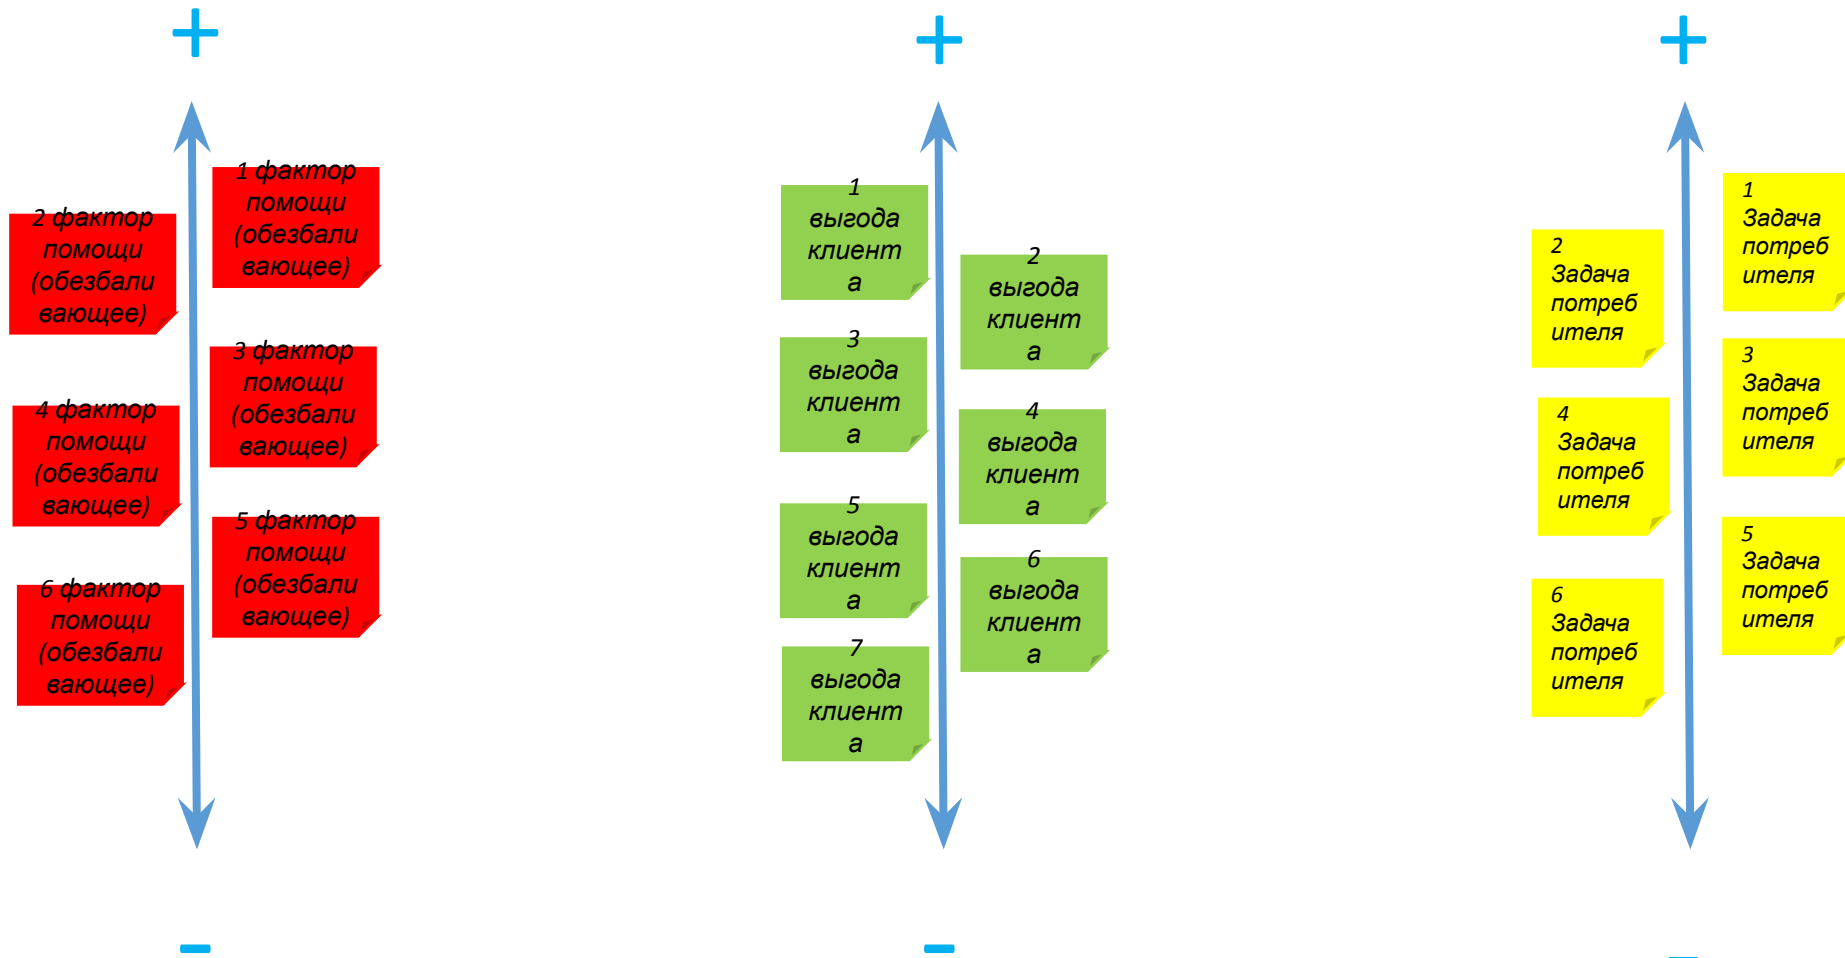 +
1 фактор
помощи
(обезбали
вающее)
2 фактор
помощи
(обезбали
вающее)
3 фактор
помощи
(обезбали
вающее)
4 фактор
помощи
(обезбали
вающее)
5 фактор
помощи
(обезбали
вающее)
6 фактор
помощи
(обезбали
вающее)
-
+
1
выгода
клиент
а
2
выгода
клиент
а
3
выгода
клиент
а
4
выгода
клиент
а
5
выгода
клиент
а
6
выгода
клиент
а
7
выгода
клиент
а
-
+
1
Задача
потреб
ителя
2
Задача
потреб
ителя
3
Задача
потреб
ителя
4
Задача
потреб
ителя
5
Задача
потреб
ителя
6
Задача
потреб
ителя
-